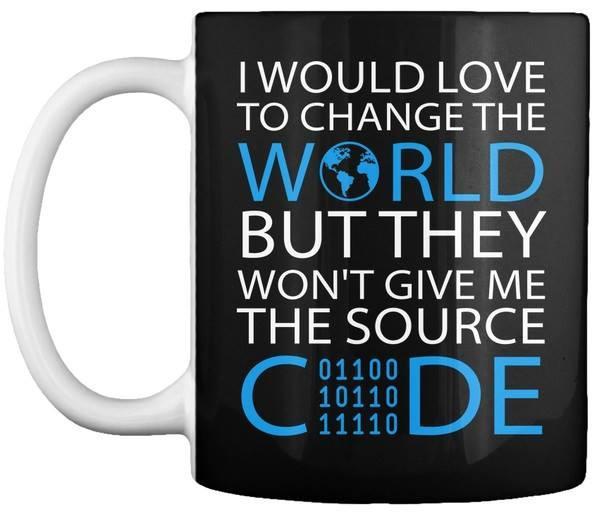 I WOULD LOVE
TO CHANGE THE
WORLD
BUT THEY
WON'T GIVE ME
THE SOURCE
C 01100 10110 11110 DE